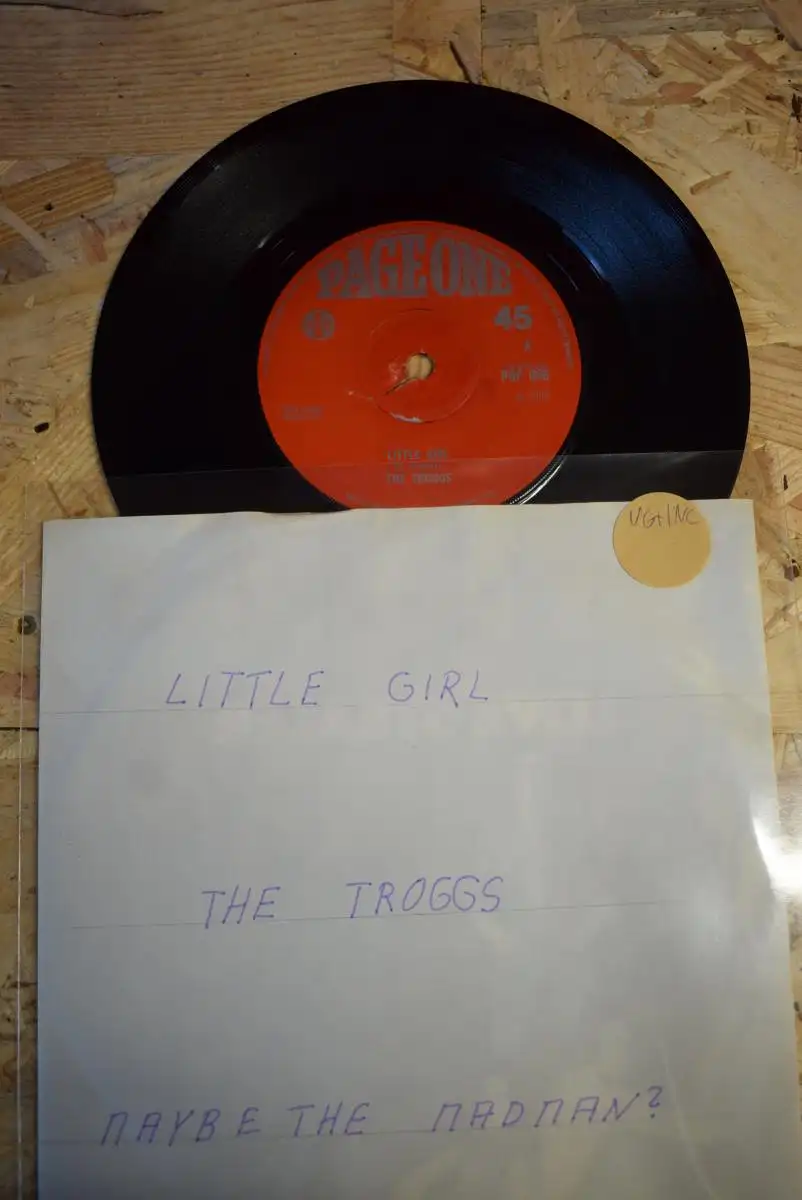 PAGE ONE
45
A
LITTLE GIRL
THE TROGGS
VG+/NC
LITTLE GIRL
THE TROGGS
MAYBE THE MADMAN?